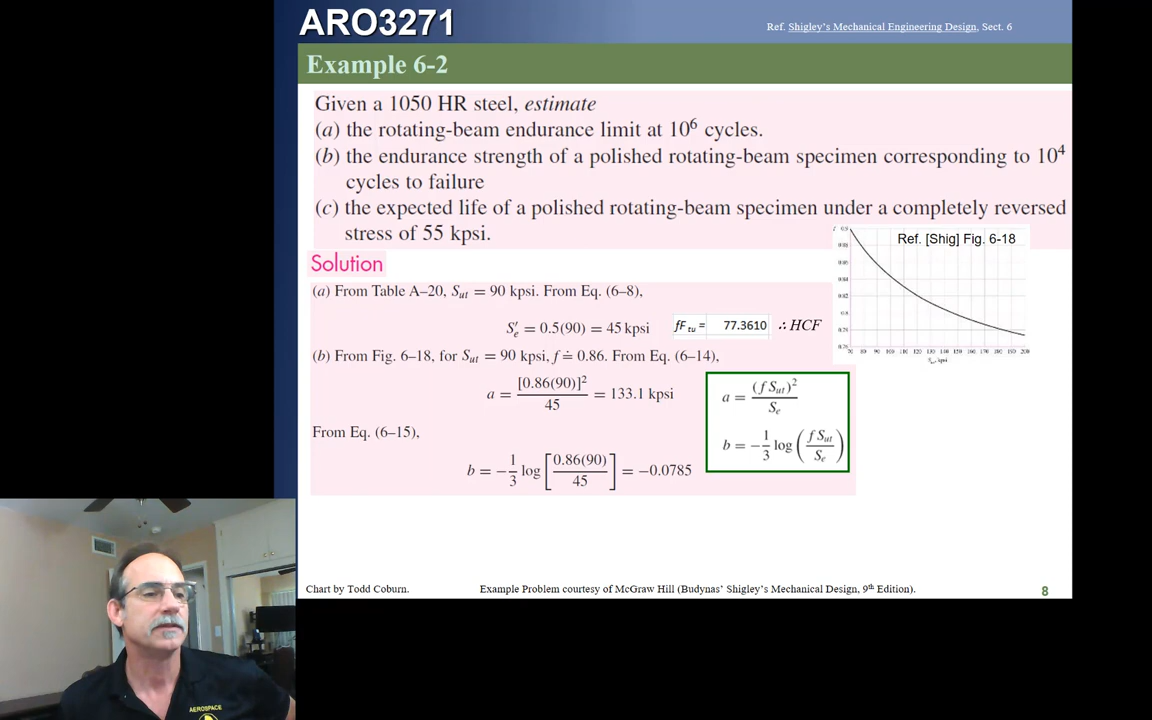 ARO3271
Ref. Shigley's Mechanical Engineering Design, Sect. 6
Example 6-2
Given a 1050 HR steel, estimate
(a) the rotating-beam endurance limit at 10⁶ cycles.
(b) the endurance strength of a polished rotating-beam specimen corresponding to 10⁴
cycles to failure
(c) the expected life of a polished rotating-beam specimen under a completely reversed
stress of 55 kpsi.
Ref. [Shig] Fig. 6-18
Solution
(a) From Table A–20, Sut = 90 kpsi. From Eq. (6–8),
S′e = 0.5(90) = 45 kpsi
fFtu = 77.3610 ∴ HCF
(b) From Fig. 6–18, for Sut = 90 kpsi, f ≐ 0.86. From Eq. (6–14),
a = [0.86(90)]² / 45 = 133.1 kpsi
a = (f Sut)² / Se
From Eq. (6–15),
b = −1/3 log [0.86(90) / 45] = −0.0785
b = −1/3 log (f Sut / Se)
Chart by Todd Coburn.
Example Problem courtesy of McGraw Hill (Budynas' Shigley's Mechanical Design, 9th Edition).
8
AEROSPACE